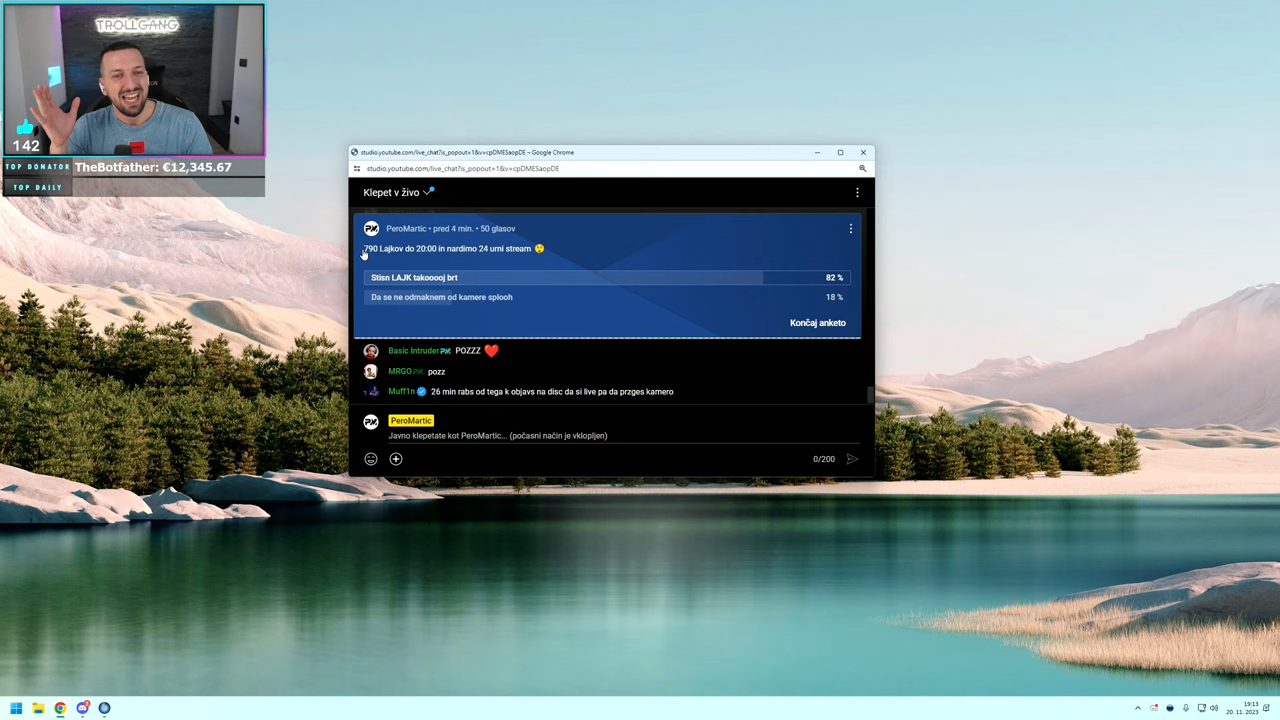 TROLLGANG
142
TOP DONATOR TheBotfather: €12,345.67
TOP DAILY
studio.youtube.com/live_chat?is_popout=1&v=cpDMESaopDE – Google Chrome
studio.youtube.com/live_chat?is_popout=1&v=cpDMESaopDE
Klepet v živo
PeroMartic • pred 4 min. • 50 glasov
790 Lajkov do 20:00 in nardimo 24 urni stream 😲
Stisn LAJK takooooj brt 82 %
Da se ne odmaknem od kamere splooh 18 %
Končaj anketo
Basic Intruder PM POZZZ ❤️
MRGO PM pozz
Muff1n 26 min rabs od tega k objavs na disc da si live pa da przges kamero
PeroMartic
Javno klepetate kot PeroMartic... (počasni način je vklopljen)
0/200
19:13
20. 11. 2023